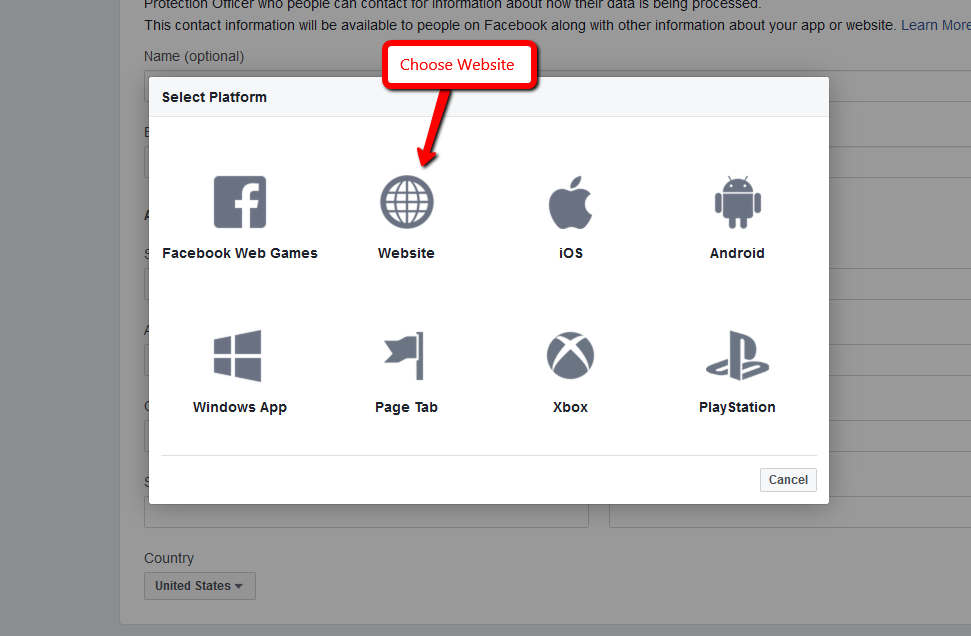 Protection Officer who people can contact for information about how their data is being processed.
This contact information will be available to people on Facebook along with other information about your app or website. Learn More
Name (optional)
Choose Website
Select Platform
Facebook Web Games
Website
iOS
Android
Windows App
Page Tab
Xbox
PlayStation
Cancel
Country
United States